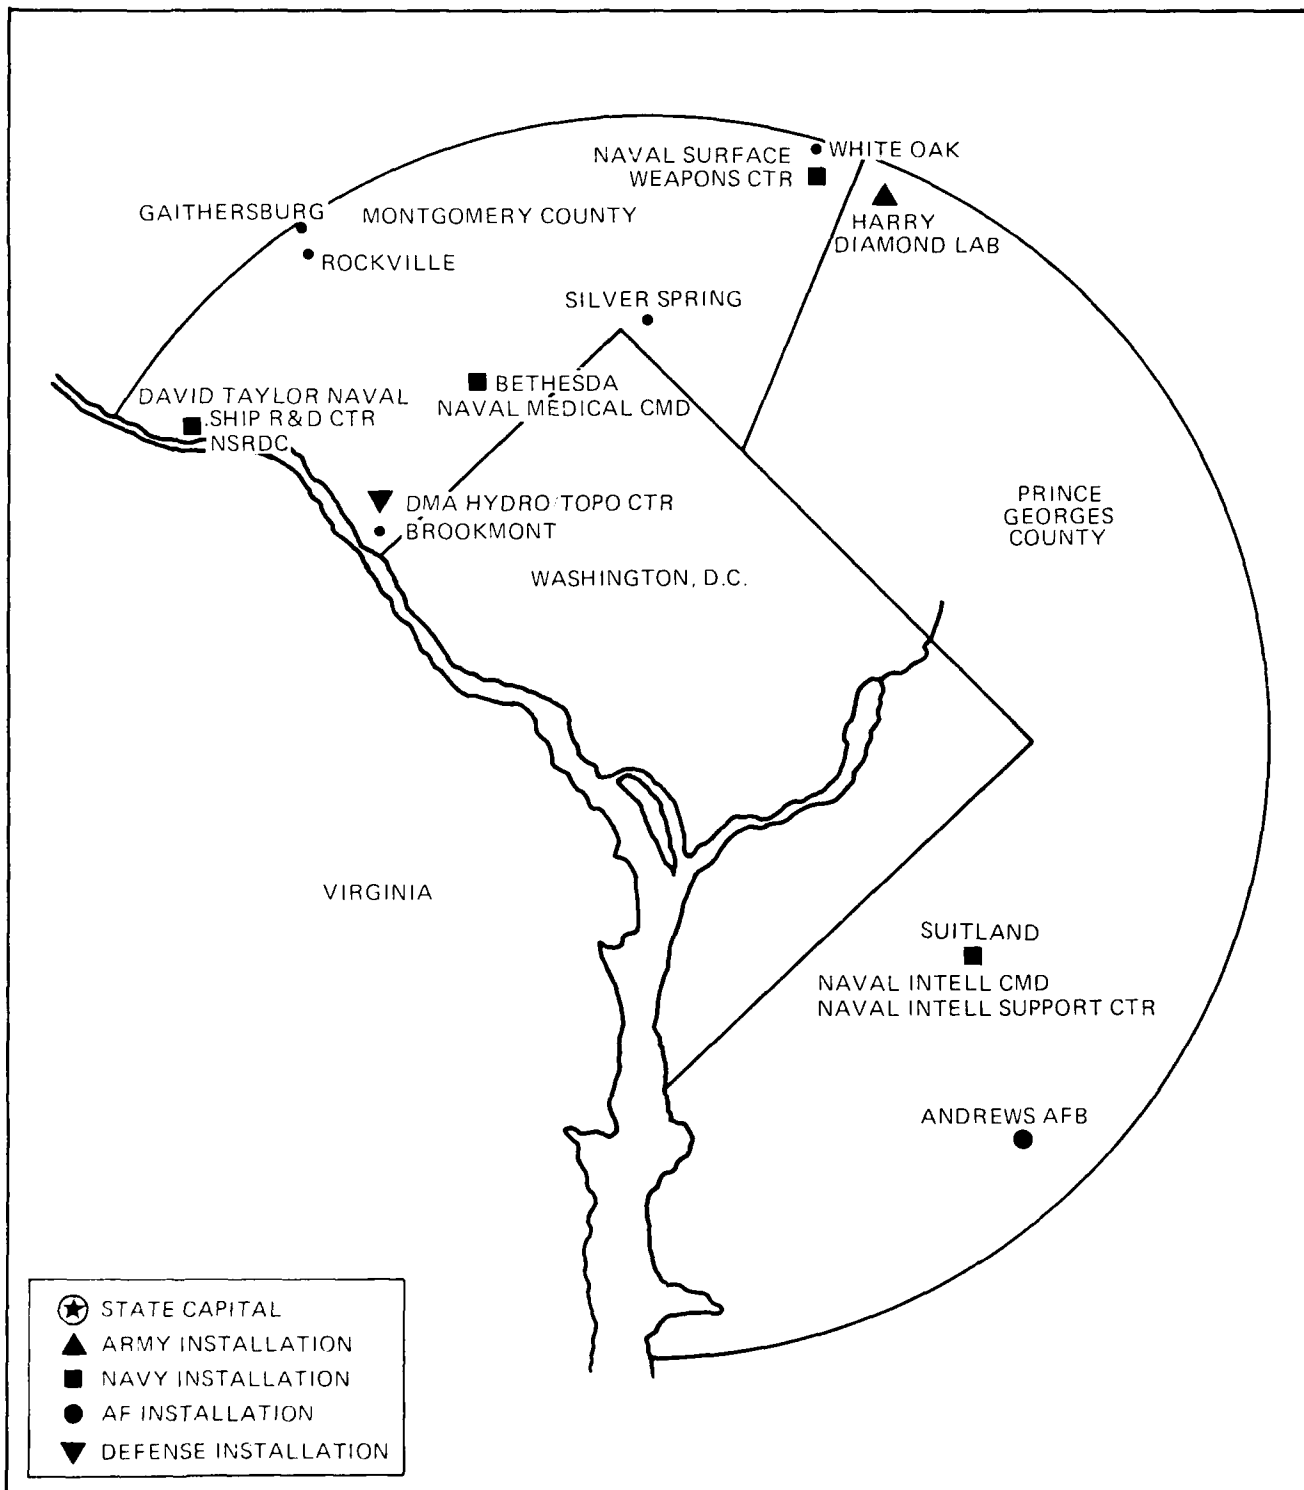 NAVAL SURFACE
WEAPONS CTR
WHITE OAK
HARRY
DIAMOND LAB
GAITHERSBURG
MONTGOMERY COUNTY
ROCKVILLE
SILVER SPRING
BETHESDA
NAVAL MEDICAL CMD
DAVID TAYLOR NAVAL
SHIP R&D CTR
NSRDC
DMA HYDRO/TOPO CTR
BROOKMONT
PRINCE
GEORGES
COUNTY
WASHINGTON, D.C.
VIRGINIA
SUITLAND
NAVAL INTELL CMD
NAVAL INTELL SUPPORT CTR
ANDREWS AFB
STATE CAPITAL
ARMY INSTALLATION
NAVY INSTALLATION
AF INSTALLATION
DEFENSE INSTALLATION